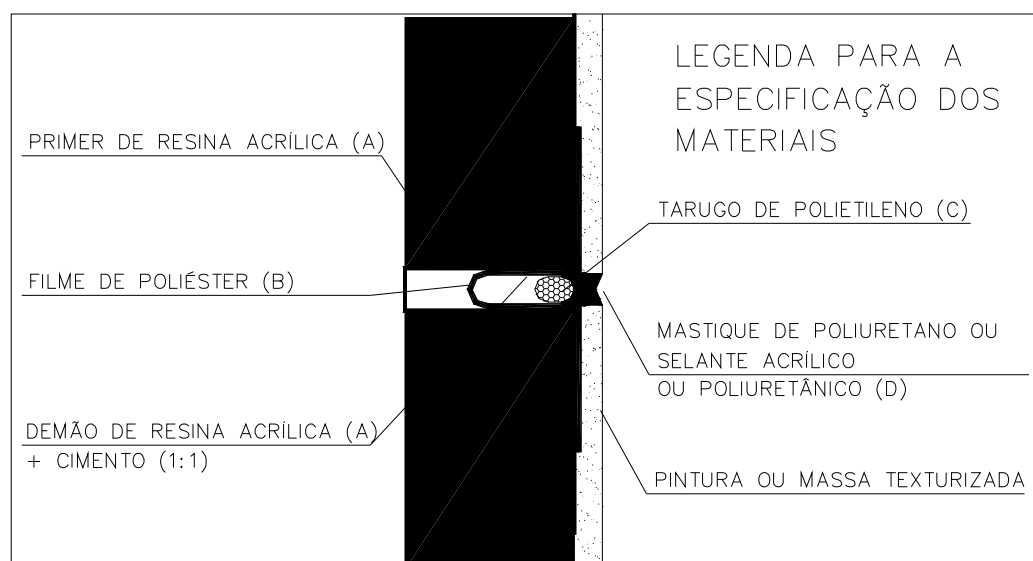 LEGENDA PARA A
ESPECIFICAÇÃO DOS
MATERIAIS
PRIMER DE RESINA ACRÍLICA (A)
TARUGO DE POLIETILENO (C)
FILME DE POLIÉSTER (B)
MASTIQUE DE POLIURETANO OU
SELANTE ACRÍLICO
OU POLIURETÂNICO (D)
DEMÃO DE RESINA ACRÍLICA (A)
+ CIMENTO (1:1)
PINTURA OU MASSA TEXTURIZADA